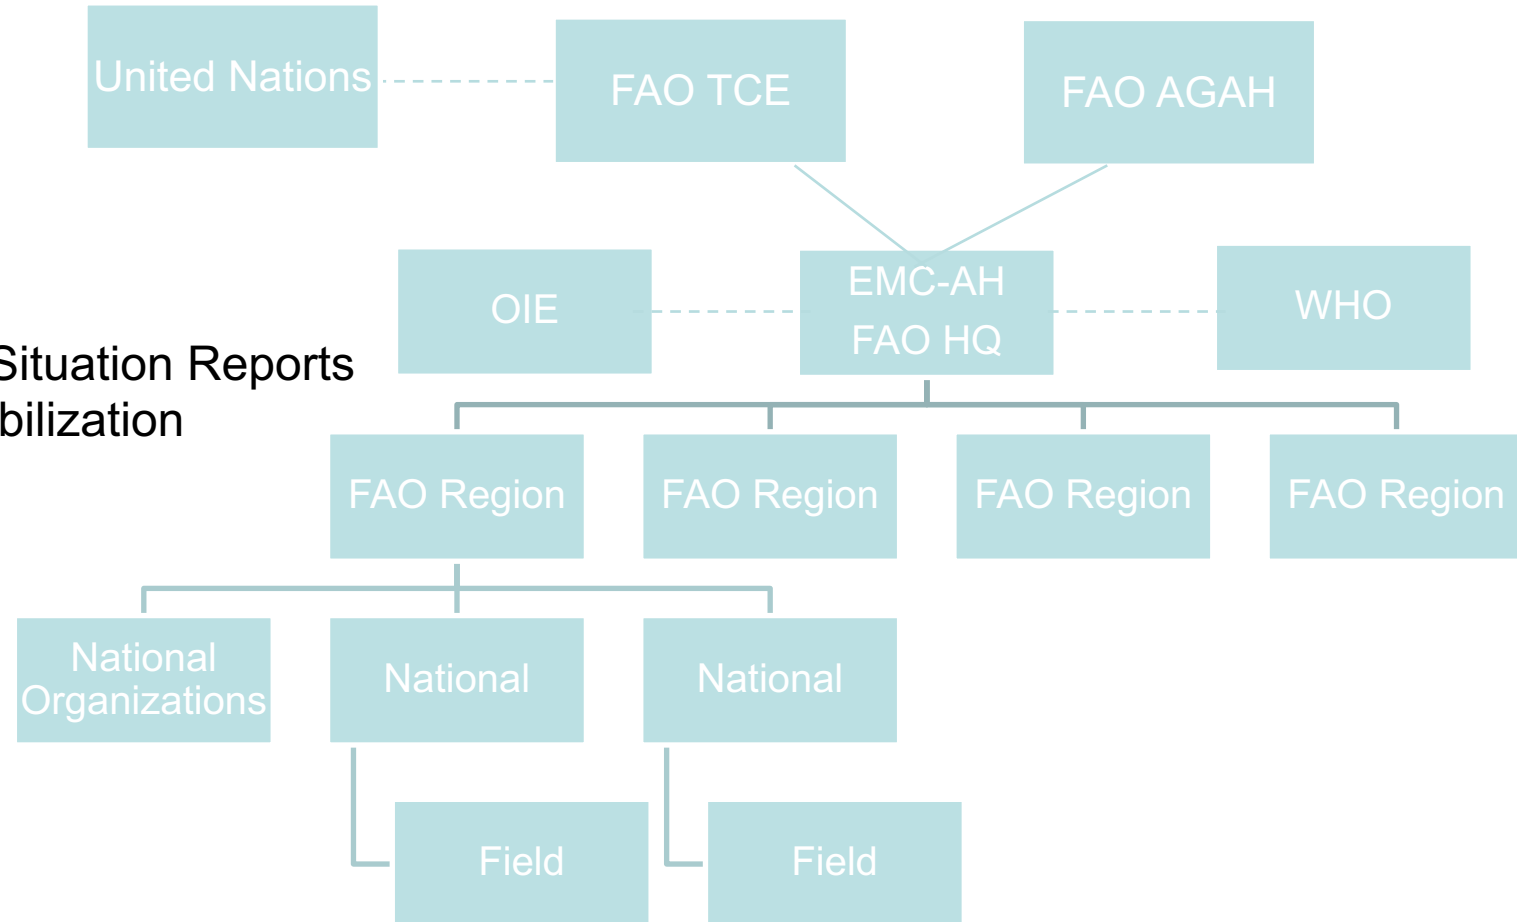 United Nations
FAO TCE
FAO AGAH
OIE
EMC-AH
FAO HQ
WHO
Situation Reports
bilization
FAO Region
FAO Region
FAO Region
FAO Region
National
Organizations
National
National
Field
Field